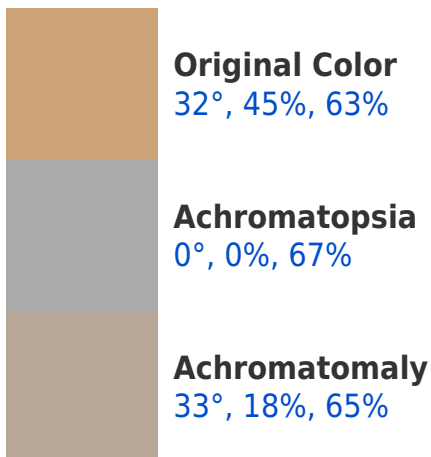 Original Color
32°, 45%, 63%
Achromatopsia
0°, 0%, 67%
Achromatomaly
33°, 18%, 65%